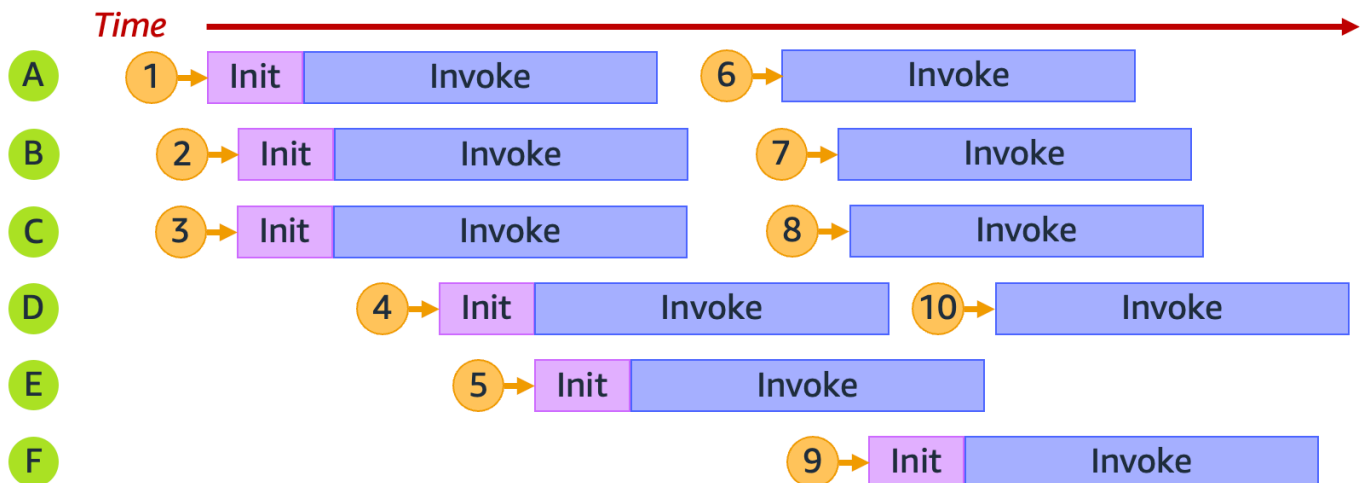 Time
A 1 Init Invoke 6 Invoke
B 2 Init Invoke 7 Invoke
C 3 Init Invoke 8 Invoke
D 4 Init Invoke 10 Invoke
E 5 Init Invoke
F 9 Init Invoke